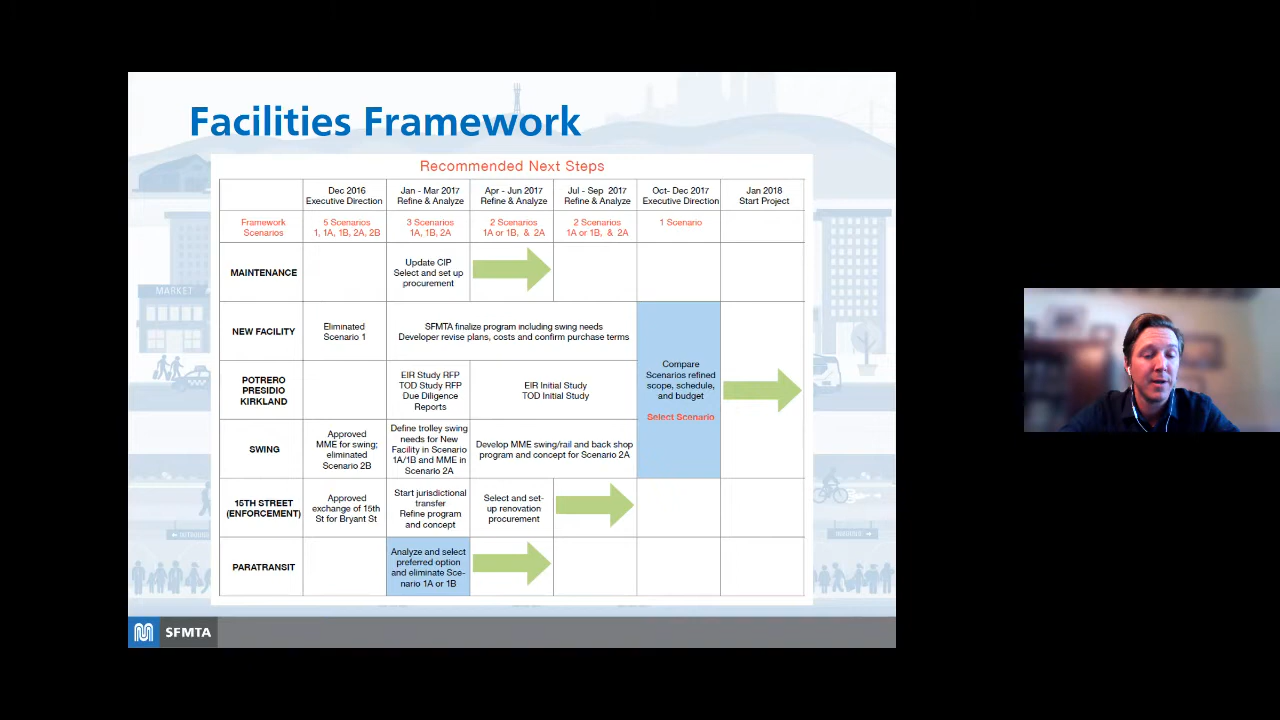 Facilities Framework
Recommended Next Steps
Dec 2016
Executive Direction
Jan - Mar 2017
Refine & Analyze
Apr - Jun 2017
Refine & Analyze
Jul - Sep 2017
Refine & Analyze
Oct- Dec 2017
Executive Direction
Jan 2018
Start Project
Framework
Scenarios
5 Scenarios
1, 1A, 1B, 2A, 2B
3 Scenarios
1A, 1B, 2A
2 Scenarios
1A or 1B, & 2A
2 Scenarios
1A or 1B, & 2A
1 Scenario
MAINTENANCE
Update CIP
Select and set up
procurement
NEW FACILITY
Eliminated
Scenario 1
SFMTA finalize program including swing needs
Developer revise plans, costs and confirm purchase terms
Compare
Scenarios refined
scope, schedule,
and budget
Select Scenario
POTRERO
PRESIDIO
KIRKLAND
EIR Study RFP
TOD Study RFP
Due Diligence
Reports
EIR Initial Study
TOD Initial Study
SWING
Approved
MME for swing;
eliminated
Scenario 2B
Define trolley swing
needs for New
Facility in Scenario
1A/1B and MME in
Scenario 2A
Develop MME swing/rail and back shop
program and concept for Scenario 2A
15TH STREET
(ENFORCEMENT)
Approved
exchange of 15th
St for Bryant St
Start jurisdictional
transfer
Refine program
and concept
Select and set-
up renovation
procurement
PARATRANSIT
Analyze and select
preferred option
and eliminate Sce-
nario 1A or 1B
MARKET
OUTBOUND
INBOUND
SFMTA